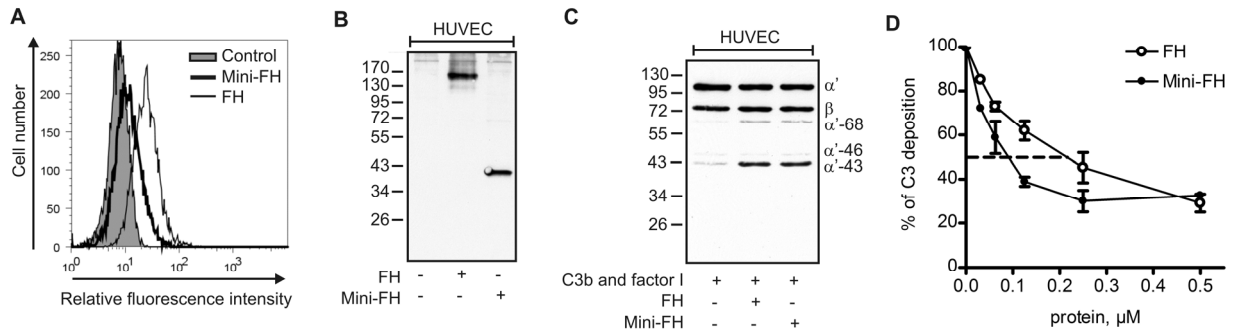 A
250
200
150
100
50
0
Cell number
Control
Mini-FH
FH
10⁰ 10¹ 10² 10³
Relative fluorescence intensity
B
HUVEC
170
130
95
72
55
43
34
26
FH - + -
Mini-FH - - +
C
HUVEC
130
95
72
55
43
34
26
α'
β
α'-68
α'-46
α'-43
C3b and factor I + + +
FH - + -
Mini-FH - - +
D
FH
Mini-FH
% of C3 deposition
100
80
60
40
20
0
0.0 0.1 0.2 0.3 0.4 0.5
protein, µM